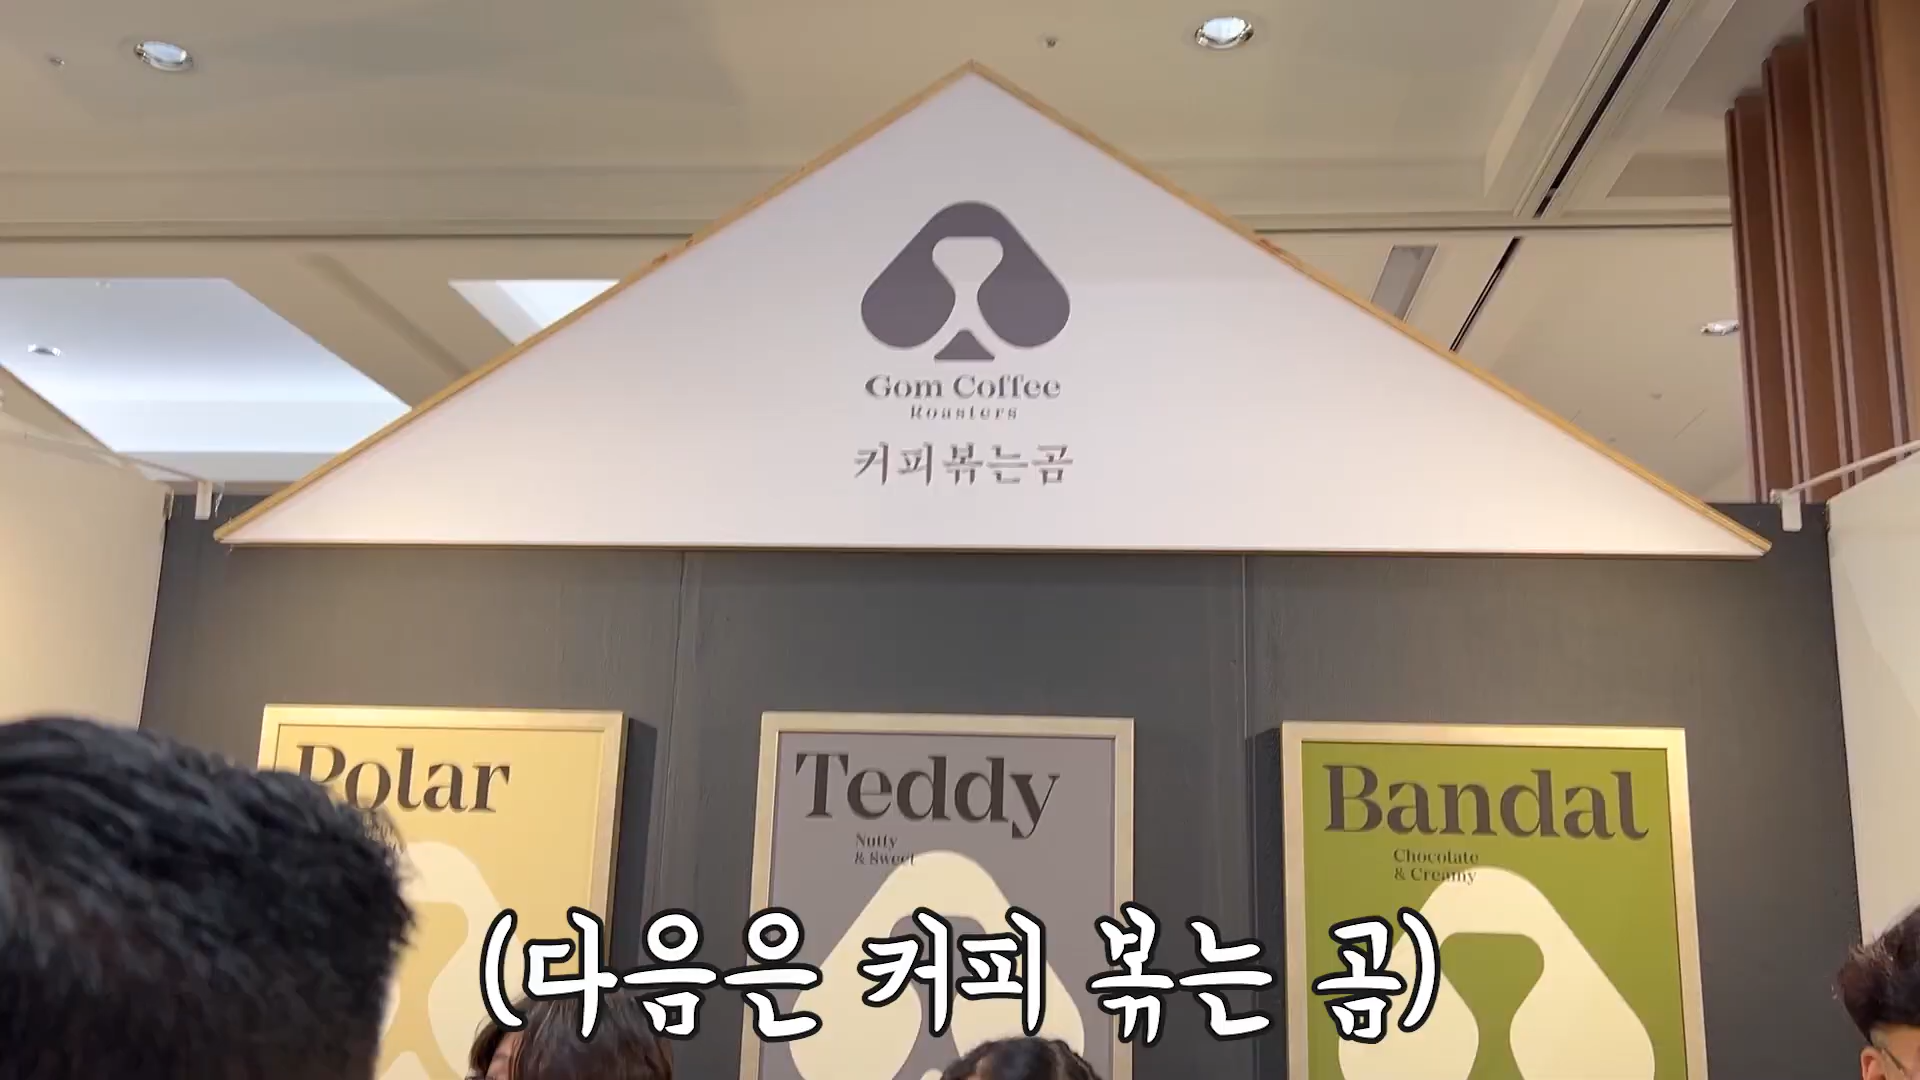 Gom Coffee
Roasters
커피볶는곰
Polar
Teddy
Nutty
& Sweet
Bandal
Chocolate
& Creamy
(다음은 커피 볶는 곰)